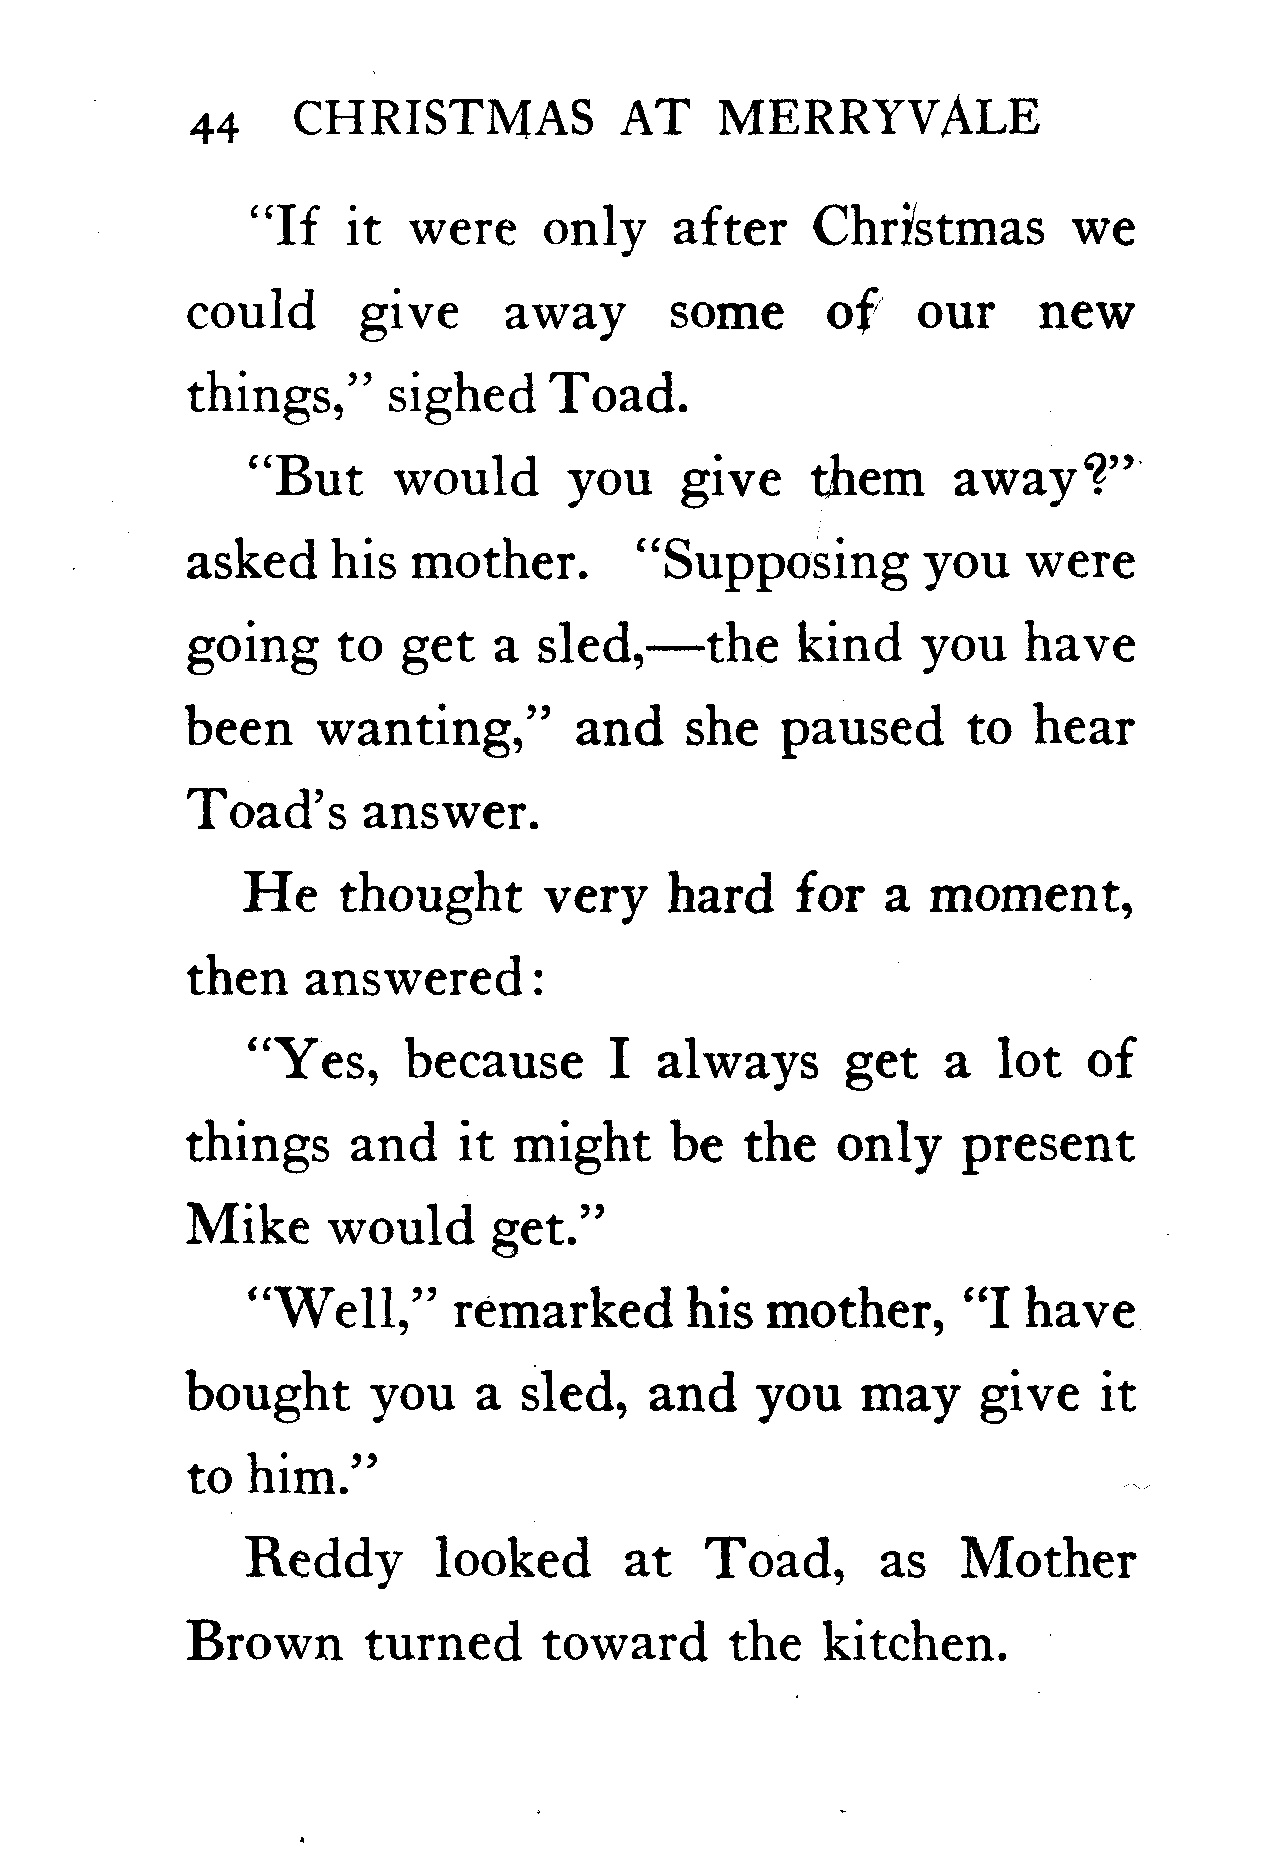 44 CHRISTMAS AT MERRYVALE
“If it were only after Christmas we
could give away some of our new
things,” sighed Toad.
“But would you give them away?”
asked his mother. “Supposing you were
going to get a sled,—the kind you have
been wanting,” and she paused to hear
Toad’s answer.
He thought very hard for a moment,
then answered:
“Yes, because I always get a lot of
things and it might be the only present
Mike would get.”
“Well,” remarked his mother, “I have
bought you a sled, and you may give it
to him.”
Reddy looked at Toad, as Mother
Brown turned toward the kitchen.